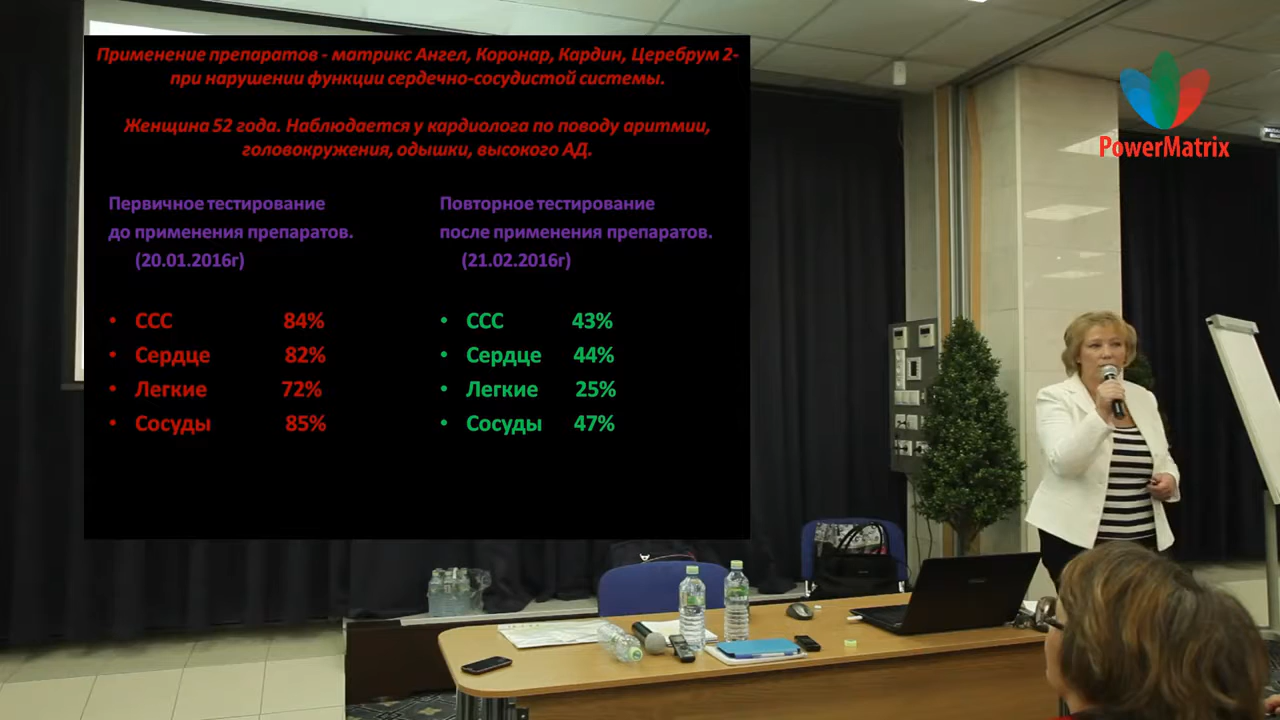 Применение препаратов - матрикс Ангел, Коронар, Кардин, Церебрум 2-
при нарушении функции сердечно-сосудистой системы.
Женщина 52 года. Наблюдается у кардиолога по поводу аритмии,
головокружения, одышки, высокого АД.
Первичное тестирование
до применения препаратов.
(20.01.2016г)
• ССС 84%
• Сердце 82%
• Легкие 72%
• Сосуды 85%
Повторное тестирование
после применения препаратов.
(21.02.2016г)
• ССС 43%
• Сердце 44%
• Легкие 25%
• Сосуды 47%
PowerMatrix